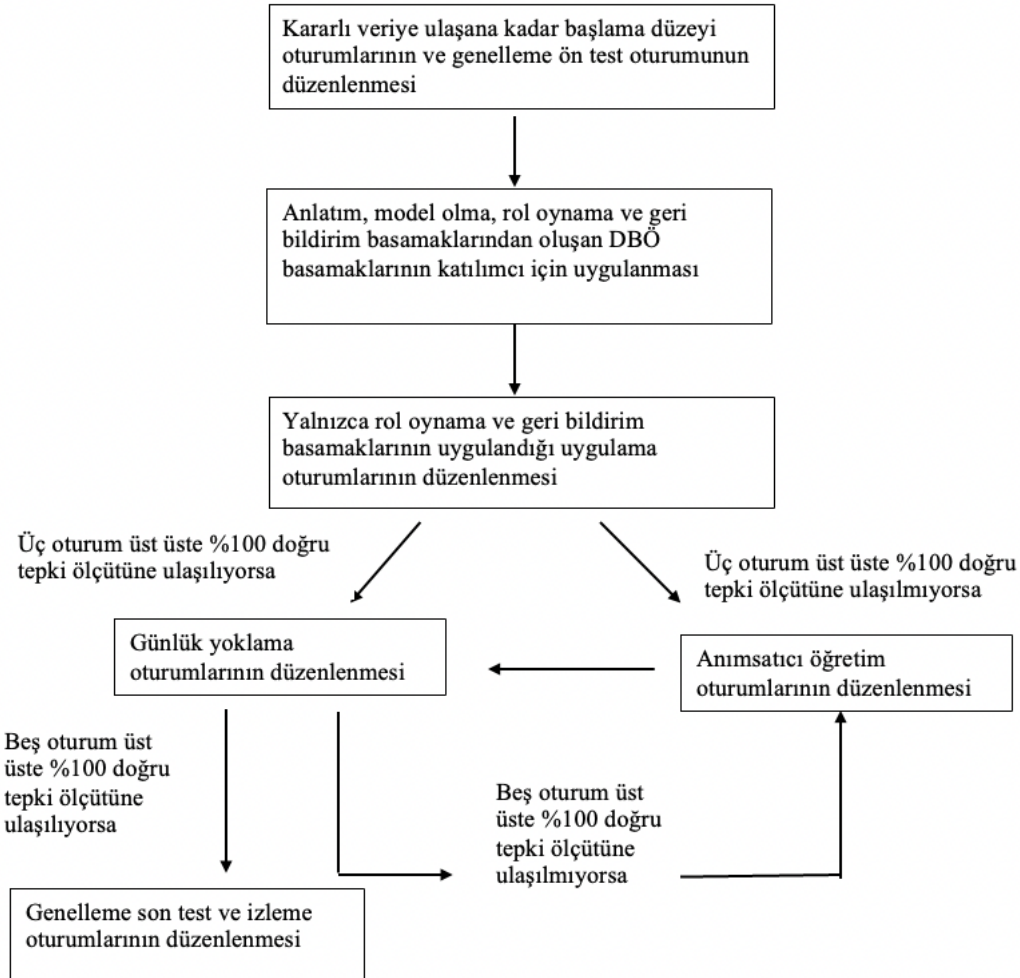 Kararlı veriye ulaşana kadar başlama düzeyi
oturumlarının ve genelleme ön test oturumunun
düzenlenmesi
Anlatım, model olma, rol oynama ve geri
bildirim basamaklarından oluşan DBÖ
basamaklarının katılımcı için uygulanması
Yalnızca rol oynama ve geri bildirim
basamaklarının uygulandığı uygulama
oturumlarının düzenlenmesi
Üç oturum üst üste %100 doğru
tepki ölçütüne ulaşılıyorsa
Üç oturum üst üste %100 doğru
tepki ölçütüne ulaşılmıyorsa
Günlük yoklama
oturumlarının düzenlenmesi
Anımsatıcı öğretim
oturumlarının düzenlenmesi
Beş oturum üst
üste %100 doğru
tepki ölçütüne
ulaşılıyorsa
Beş oturum üst
üste %100 doğru
tepki ölçütüne
ulaşılmıyorsa
Genelleme son test ve izleme
oturumlarının düzenlenmesi